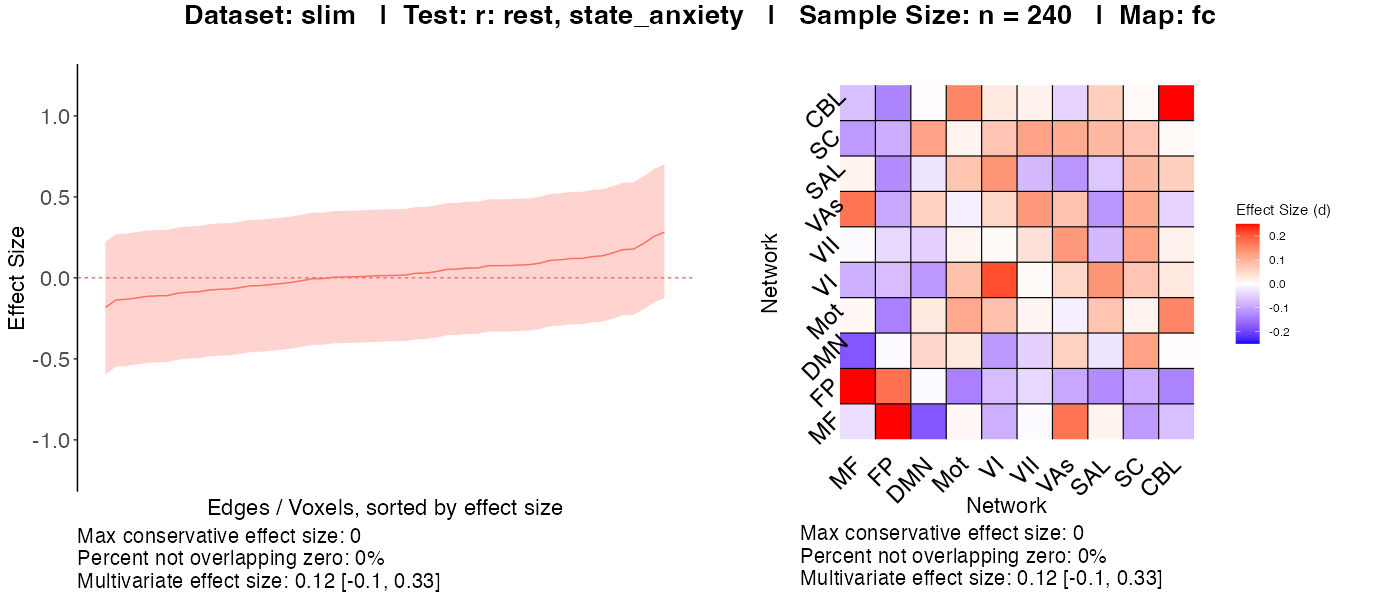 Dataset: slim | Test: r: rest, state_anxiety | Sample Size: n = 240 | Map: fc
Effect Size
1.0
0.5
0.0
-0.5
-1.0
Edges / Voxels, sorted by effect size
Max conservative effect size: 0
Percent not overlapping zero: 0%
Multivariate effect size: 0.12 [-0.1, 0.33]
Network
CBL
SC
SAL
VAs
VII
VI
Mot
DMN
FP
MF
MF
FP
DMN
Mot
VI
VII
VAs
SAL
SC
CBL
Network
Max conservative effect size: 0
Percent not overlapping zero: 0%
Multivariate effect size: 0.12 [-0.1, 0.33]
Effect Size (d)
0.2
0.1
0.0
-0.1
-0.2